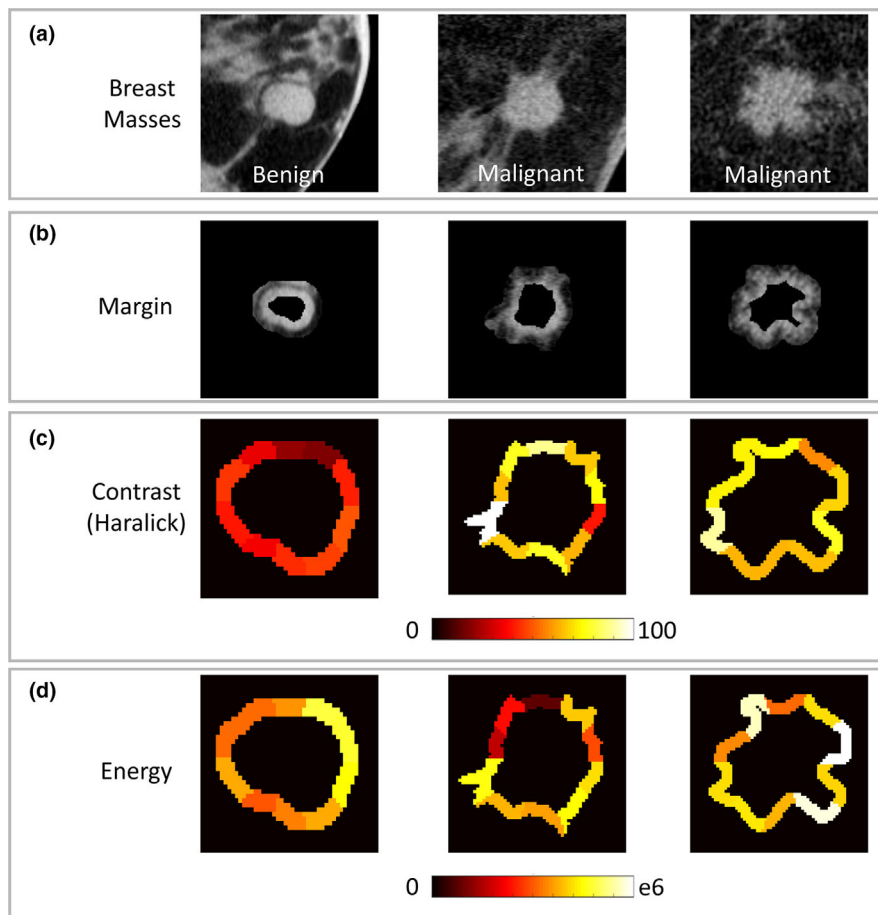 (a)
Breast
Masses
Benign
Malignant
Malignant
(b)
Margin
(c)
Contrast
(Haralick)
0
100
(d)
Energy
0
e6